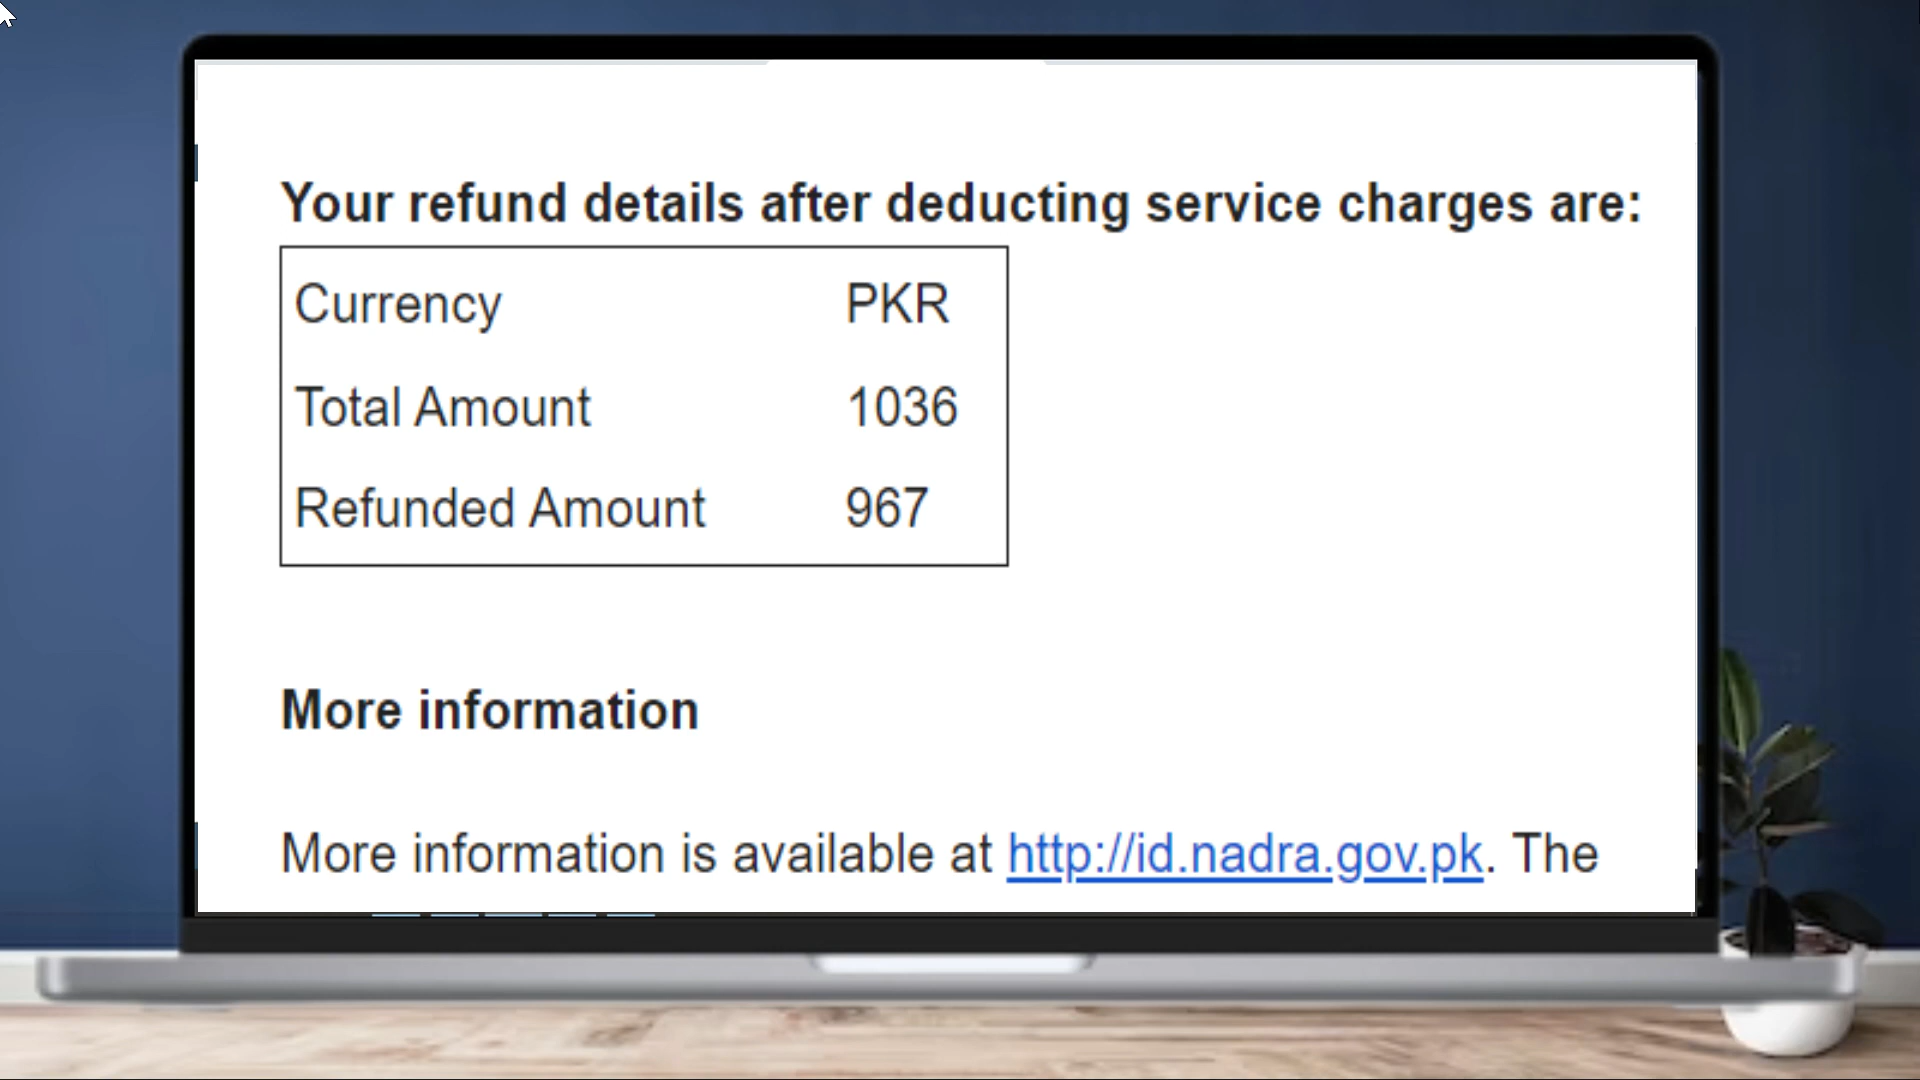 Your refund details after deducting service charges are:
Currency PKR
Total Amount 1036
Refunded Amount 967
More information
More information is available at http://id.nadra.gov.pk. The